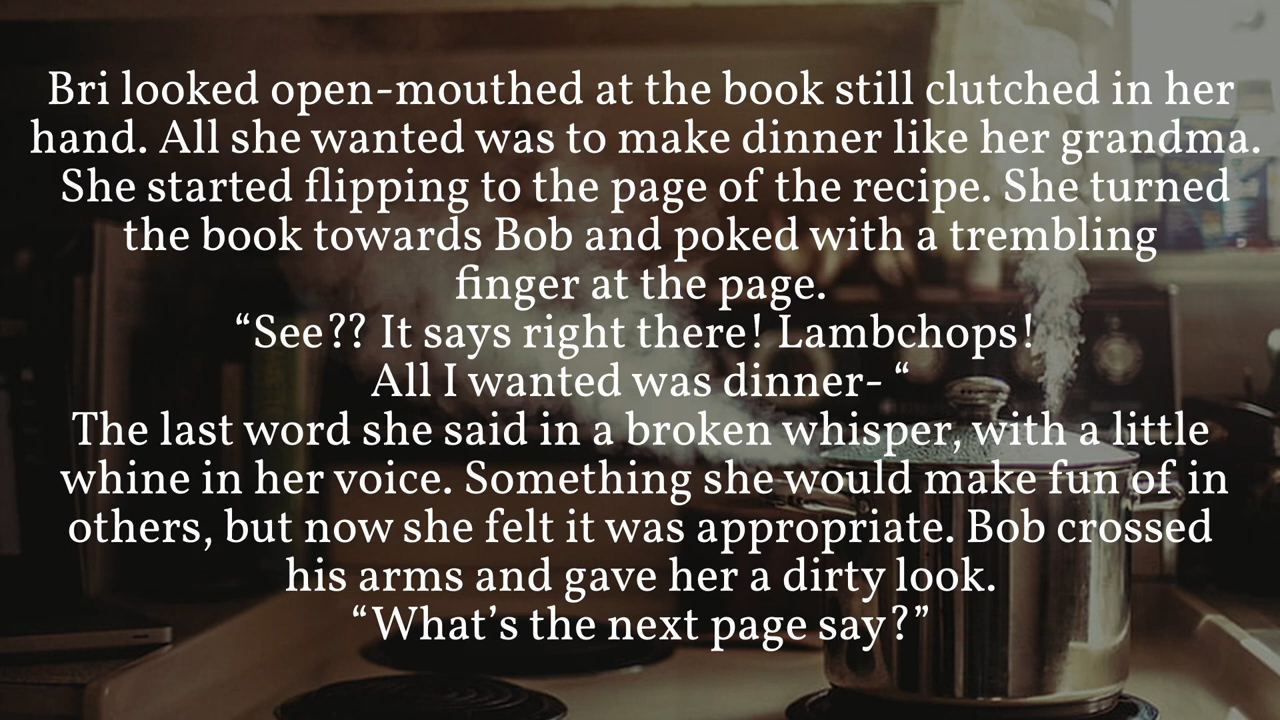 Bri looked open-mouthed at the book still clutched in her
hand. All she wanted was to make dinner like her grandma.
She started flipping to the page of the recipe. She turned
the book towards Bob and poked with a trembling
finger at the page.
“See?? It says right there! Lambchops!
All I wanted was dinner- “
The last word she said in a broken whisper, with a little
whine in her voice. Something she would make fun of in
others, but now she felt it was appropriate. Bob crossed
his arms and gave her a dirty look.
“What’s the next page say?”